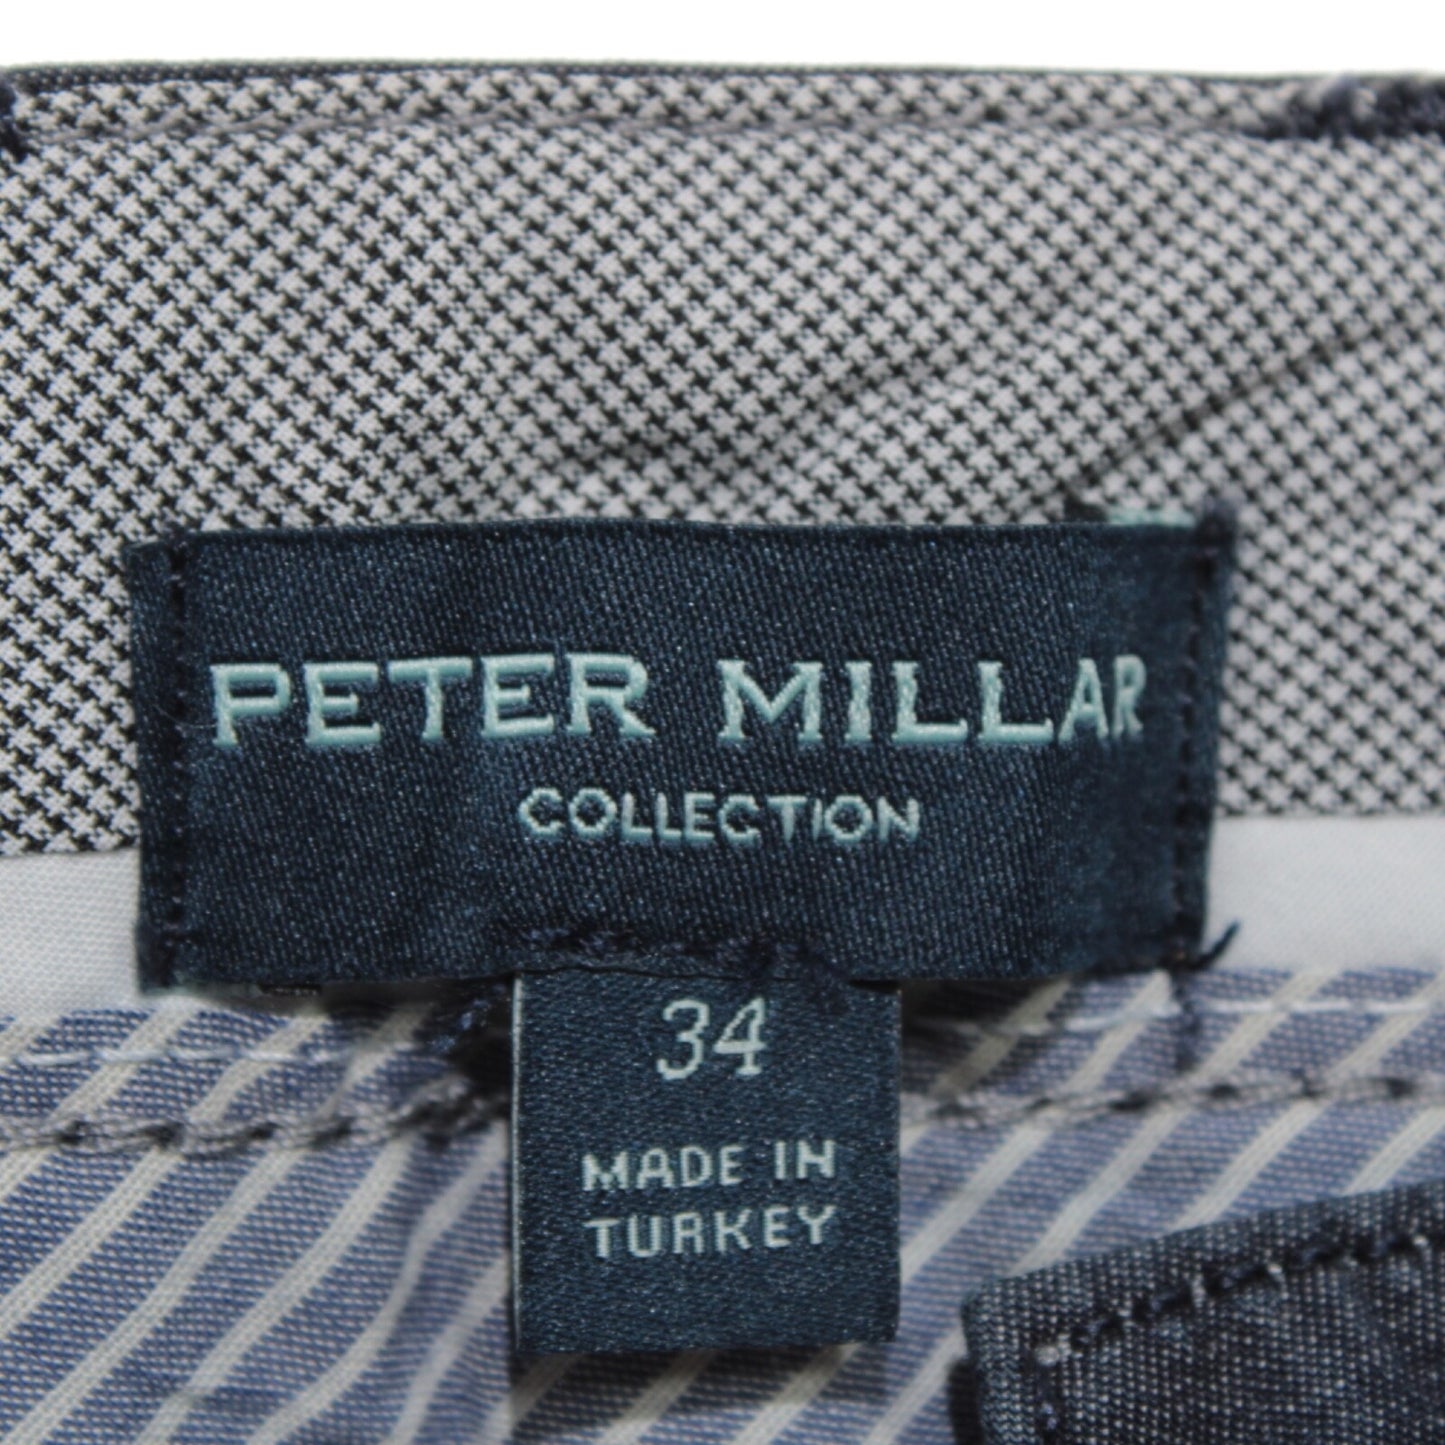 PETER MILLAR
COLLECTION
34
MADE IN
TURKEY